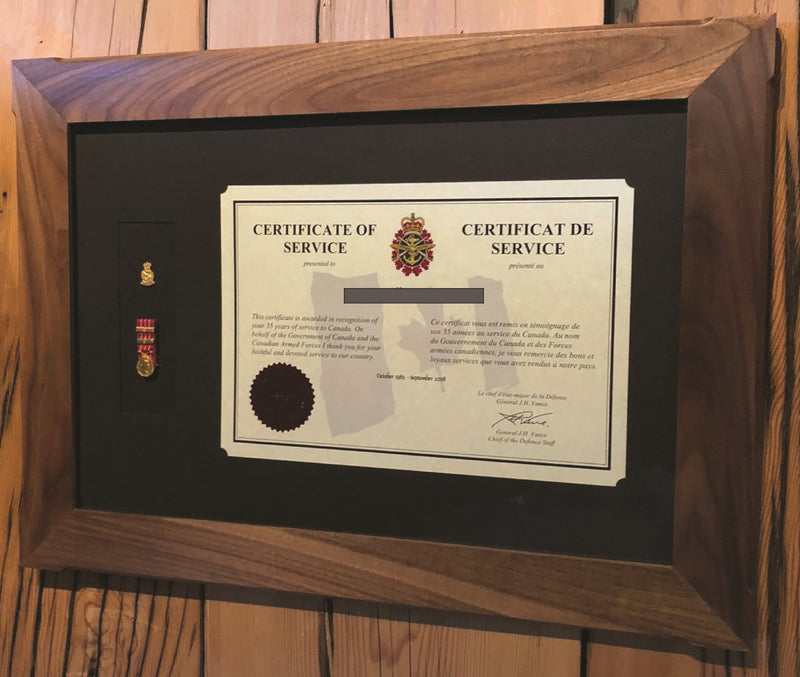 CERTIFICATE OF
SERVICE
presented to
This certificate is awarded in recognition of
your 35 years of service to Canada. On
behalf of the Government of Canada and the
Canadian Armed Forces I thank you for your
faithful and devoted service to our country.
CERTIFICAT DE
SERVICE
présenté au
Ce certificat vous est remis en témoignage de
vos 35 années au service du Canada. Au nom
du Gouvernement du Canada et des Forces
armées canadiennes, je vous remercie des bons et
loyaux services que vous avez rendus à notre pays.
October 1982 - September 2018
Le chef d'état-major de la Défense
Général J.H. Vance
General J.H. Vance
Chief of the Defence Staff